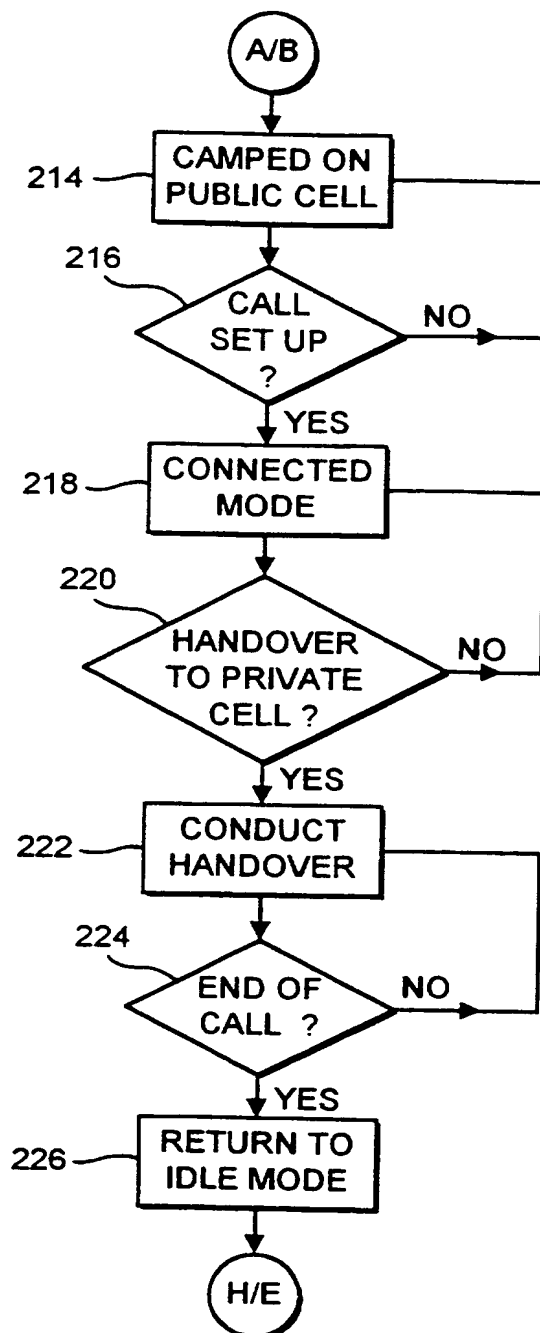 A/B
214
CAMPED ON
PUBLIC CELL
216
CALL
SET UP
?
NO
YES
218
CONNECTED
MODE
220
HANDOVER
TO PRIVATE
CELL ?
NO
YES
222
CONDUCT
HANDOVER
224
END OF
CALL ?
NO
YES
226
RETURN TO
IDLE MODE
H/E